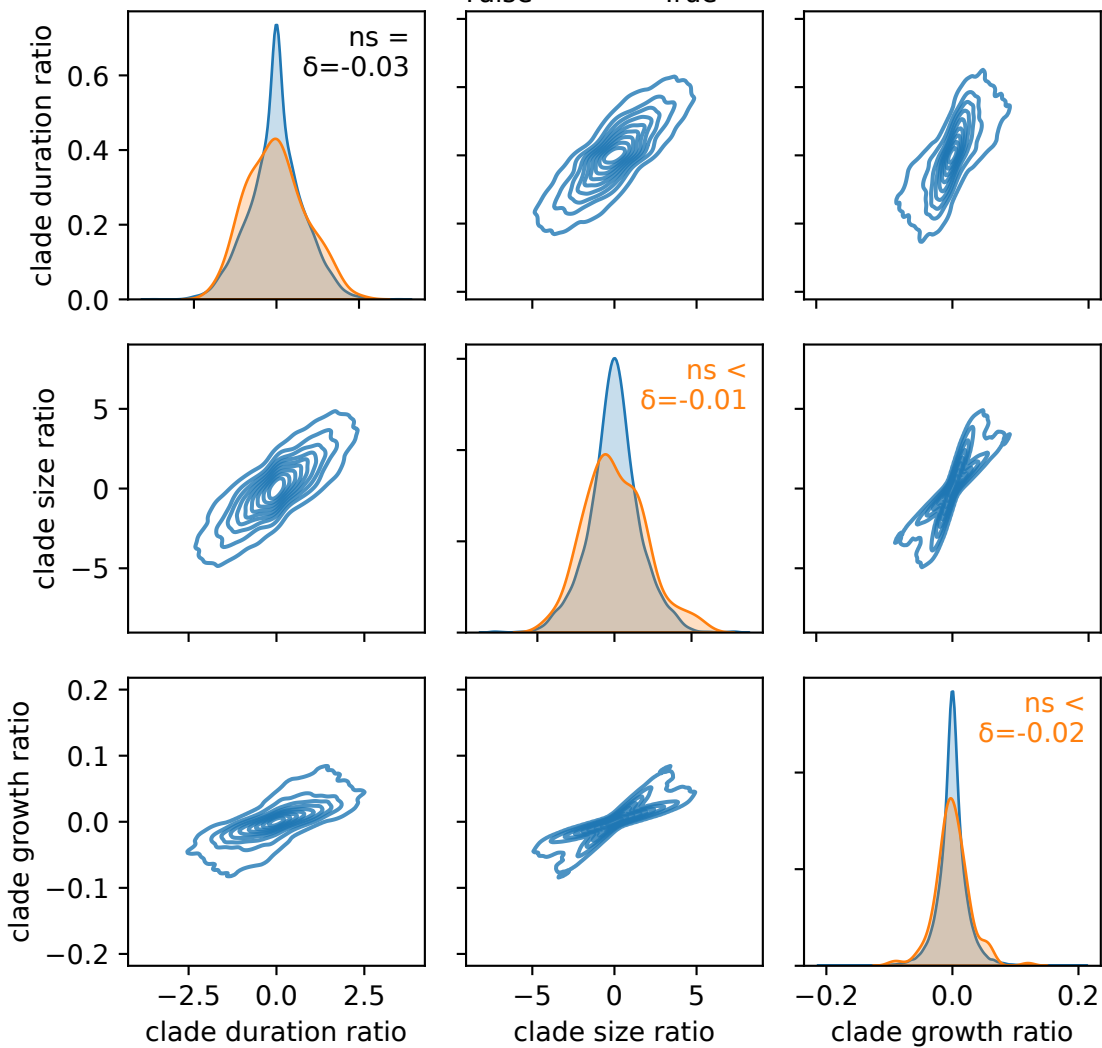 clade duration ratio
0.6
0.4
0.2
0.0
ns =
δ=-0.03
clade size ratio
5
0
−5
ns <
δ=-0.01
clade growth ratio
0.2
0.1
0.0
−0.1
−0.2
ns <
δ=-0.02
−2.5 0.0 2.5
−5 0 5
−0.2 0.0 0.2
clade duration ratio
clade size ratio
clade growth ratio